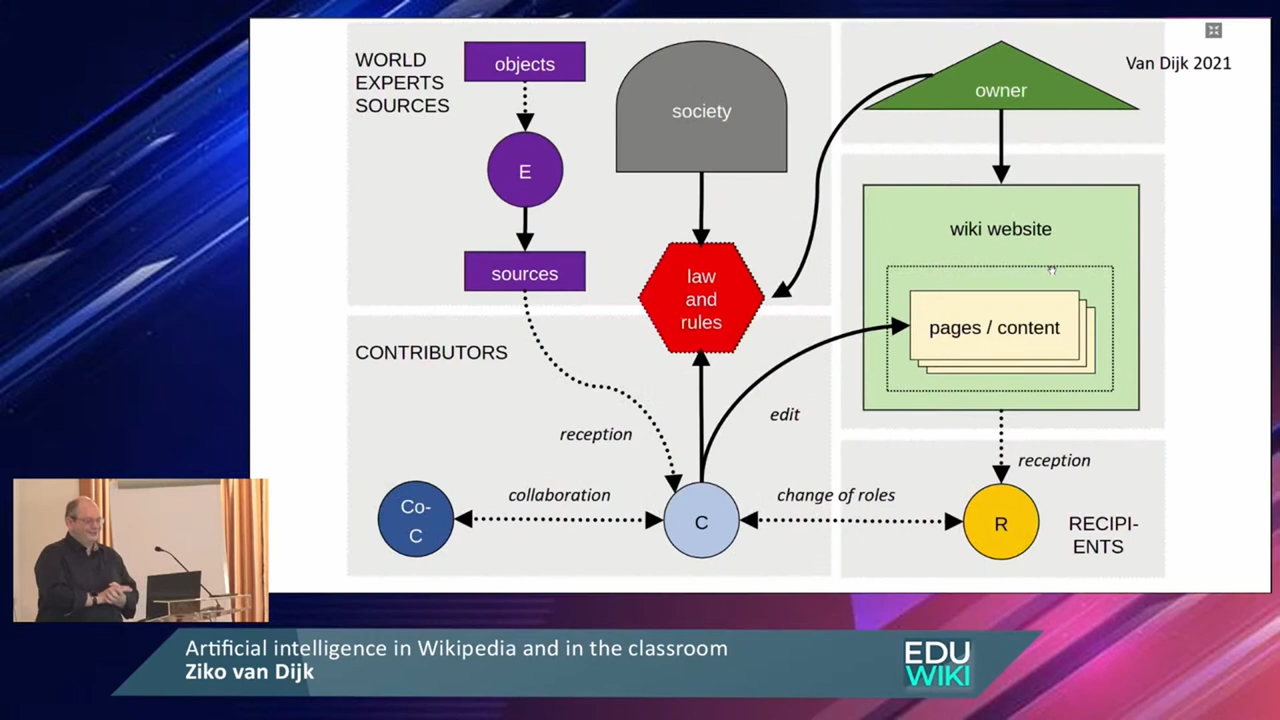 WORLD
EXPERTS
SOURCES
objects
E
sources
society
owner
Van Dijk 2021
law
and
rules
wiki website
pages / content
CONTRIBUTORS
reception
edit
reception
Co-
C
collaboration
C
change of roles
R
RECIPI-
ENTS
Artificial intelligence in Wikipedia and in the classroom
Ziko van Dijk
EDU
WIKI